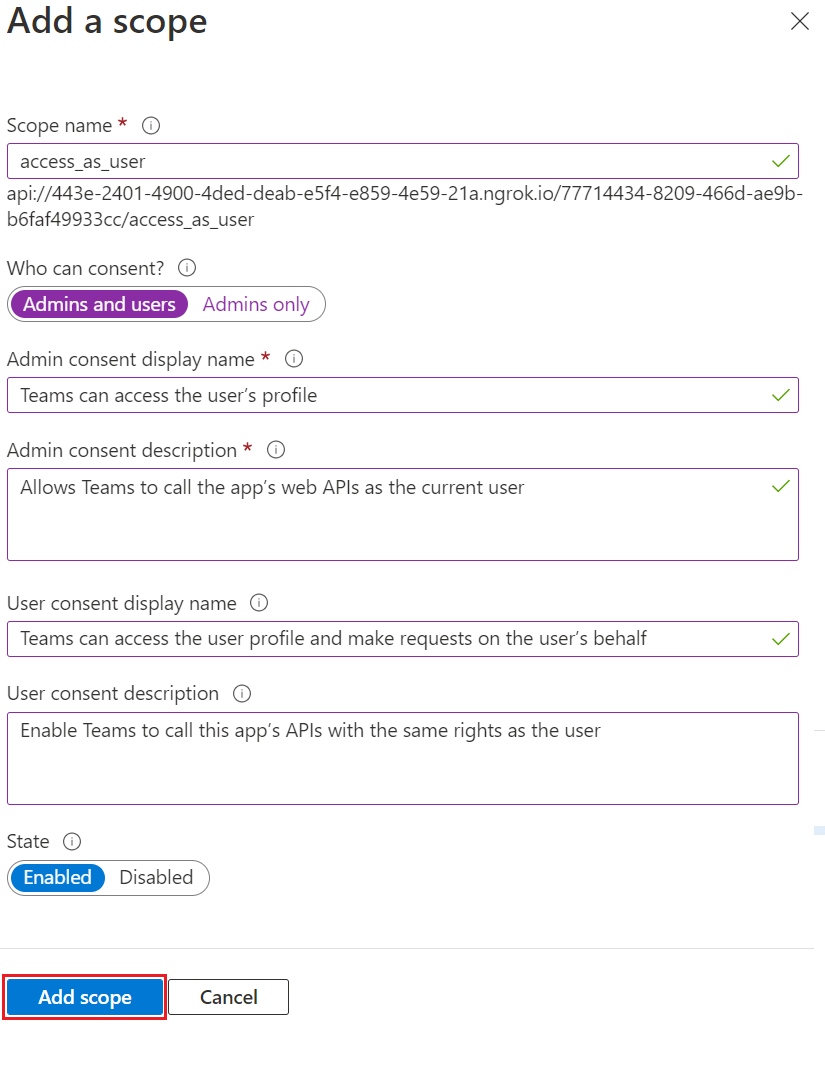 Add a scope
Scope name *
access_as_user
api://443e-2401-4900-4ded-deab-e5f4-e859-4e59-21a.ngrok.io/77714434-8209-466d-ae9b-
b6faf49933cc/access_as_user
Who can consent?
Admins and users Admins only
Admin consent display name *
Teams can access the user’s profile
Admin consent description *
Allows Teams to call the app’s web APIs as the current user
User consent display name
Teams can access the user profile and make requests on the user’s behalf
User consent description
Enable Teams to call this app’s APIs with the same rights as the user
State
Enabled Disabled
Add scope Cancel